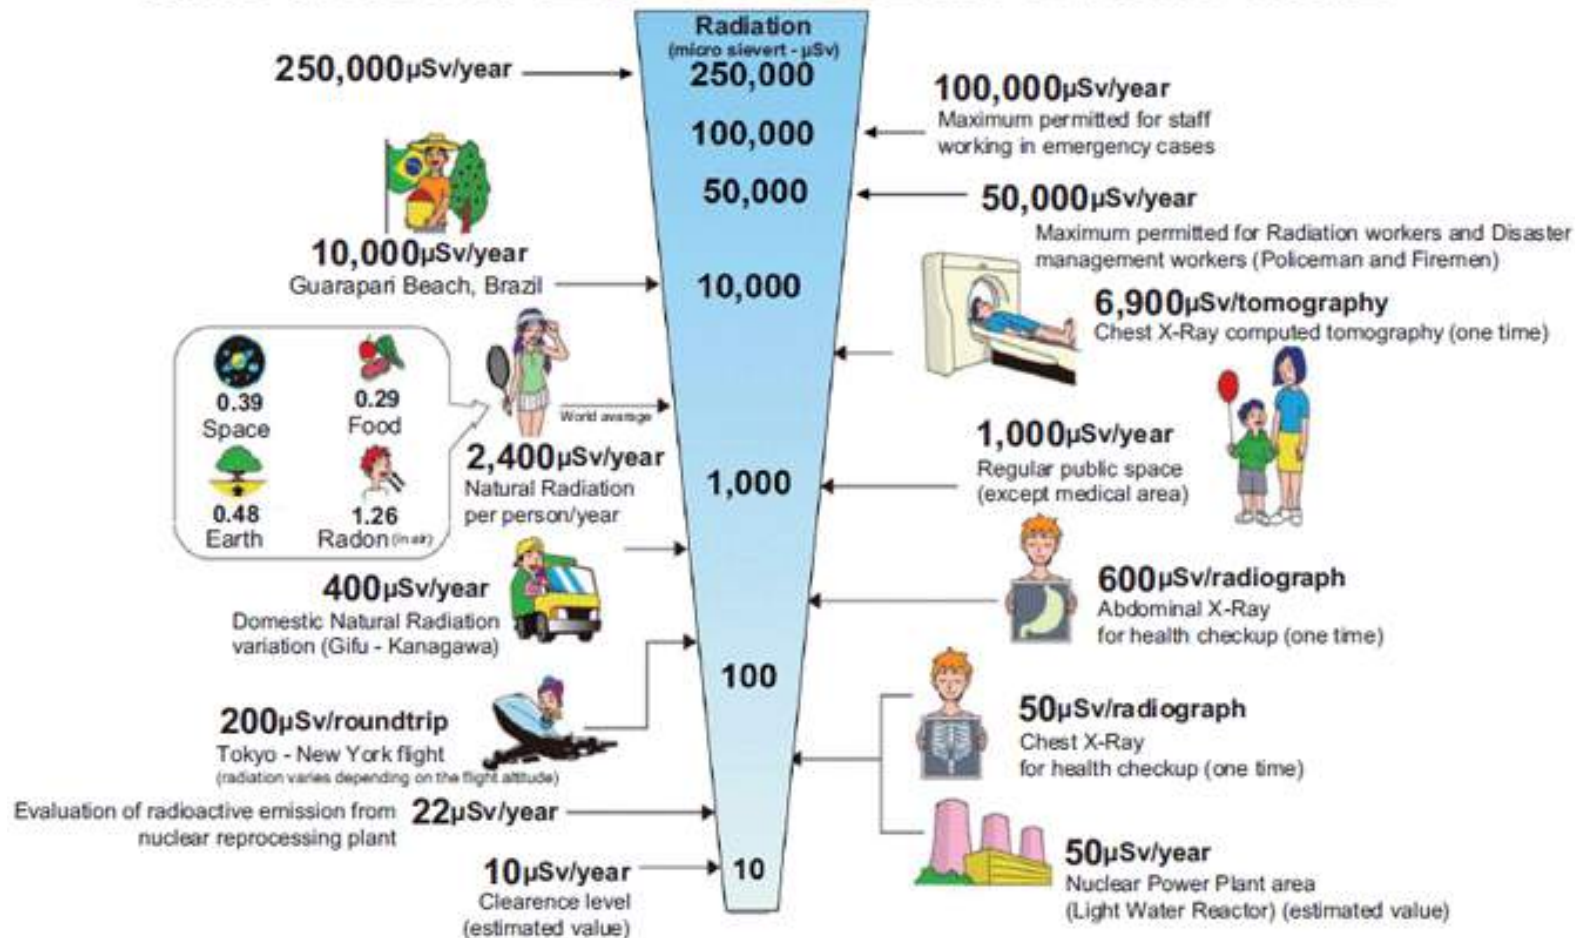 Radiation
(micro sievert - µSv)
250,000
100,000
50,000
10,000
1,000
100
10
250,000µSv/year
10,000µSv/year
Guarapari Beach, Brazil
0.39
Space
0.29
Food
0.48
Earth
1.26
Radon (in air)
World avarage
2,400µSv/year
Natural Radiation
per person/year
400µSv/year
Domestic Natural Radiation
variation (Gifu - Kanagawa)
200µSv/roundtrip
Tokyo - New York flight
(radiation varies depending on the flight altitude)
Evaluation of radioactive emission from
nuclear reprocessing plant
22µSv/year
10µSv/year
Clearence level
(estimated value)
100,000µSv/year
Maximum permitted for staff
working in emergency cases
50,000µSv/year
Maximum permitted for Radiation workers and Disaster
management workers (Policeman and Firemen)
6,900µSv/tomography
Chest X-Ray computed tomography (one time)
1,000µSv/year
Regular public space
(except medical area)
600µSv/radiograph
Abdominal X-Ray
for health checkup (one time)
50µSv/radiograph
Chest X-Ray
for health checkup (one time)
50µSv/year
Nuclear Power Plant area
(Light Water Reactor) (estimated value)